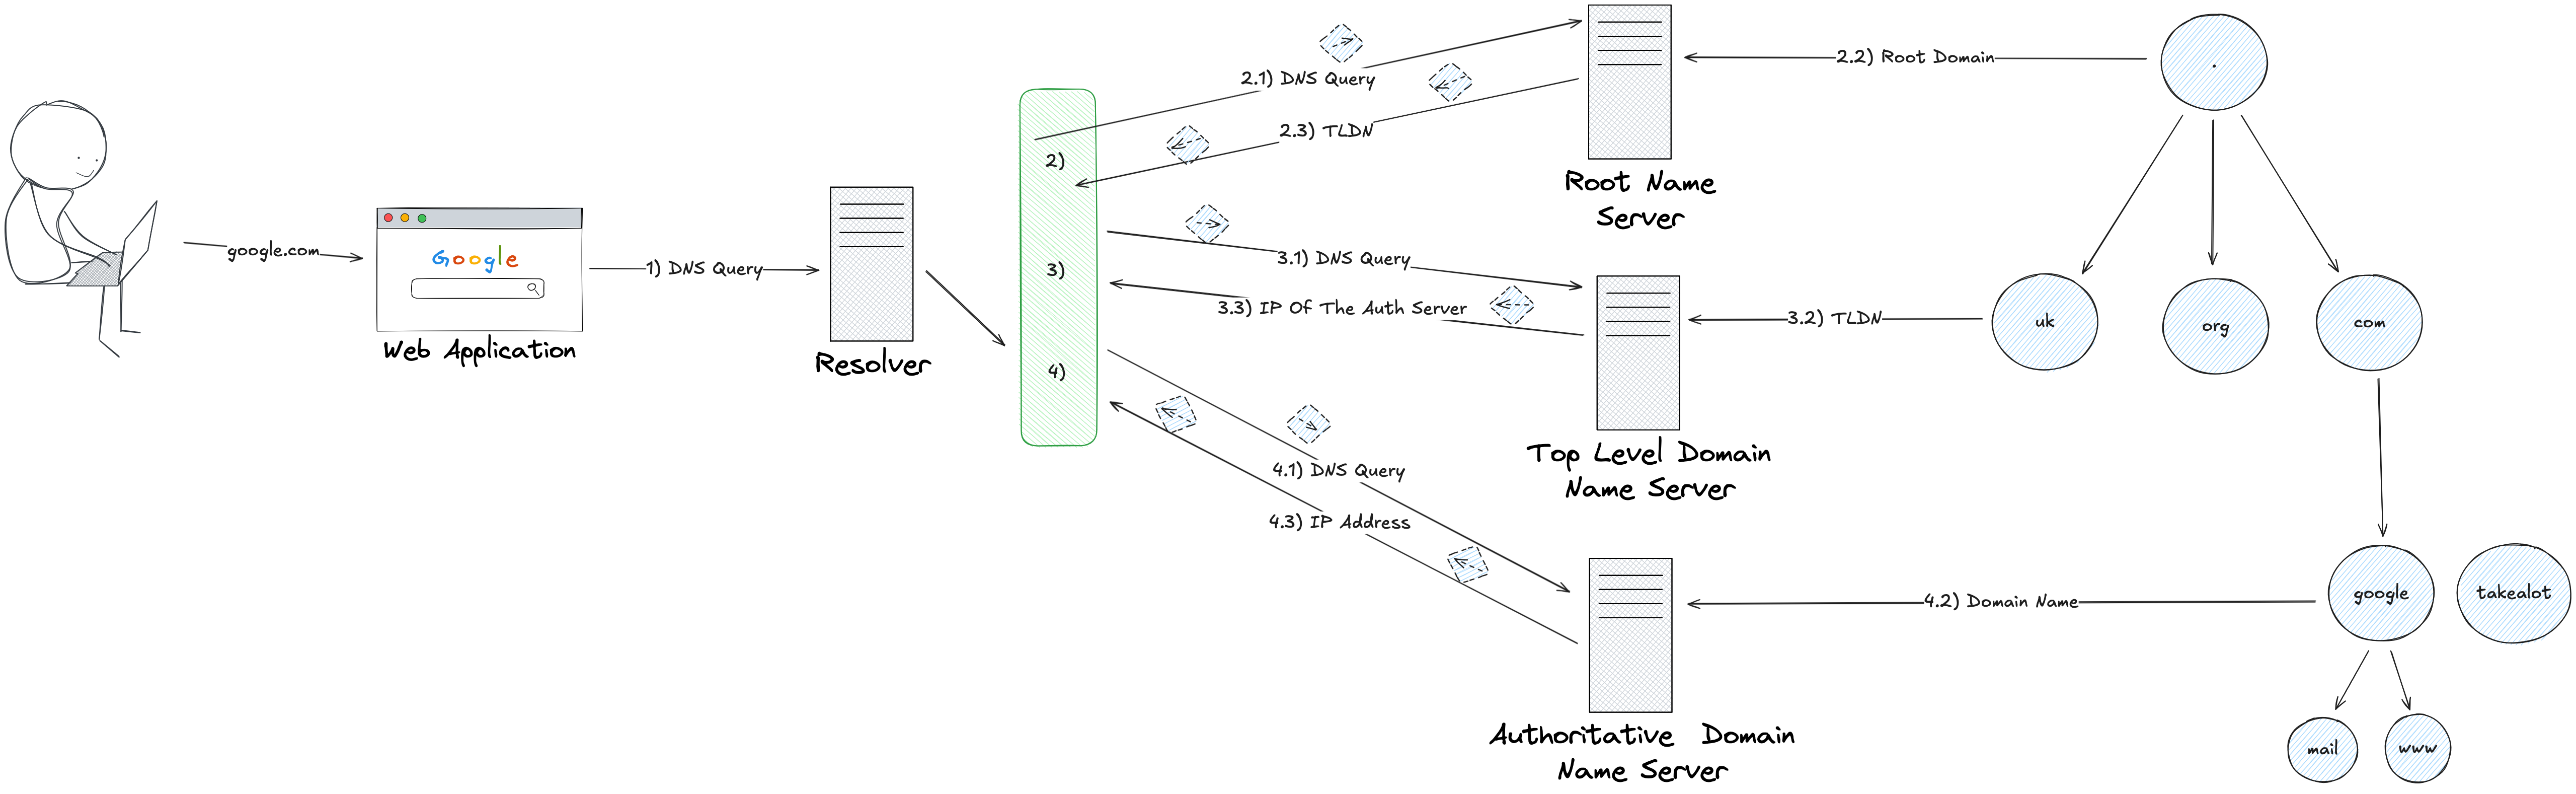 google.com
Google
Web Application
1) DNS Query
Resolver
2)
3)
4)
2.1) DNS Query
2.3) TLDN
Root Name
Server
2.2) Root Domain
.
3.1) DNS Query
3.3) IP Of The Auth Server
Top Level Domain
Name Server
3.2) TLDN
uk
org
com
4.1) DNS Query
4.3) IP Address
Authoritative Domain
Name Server
4.2) Domain Name
google
takealot
mail
www